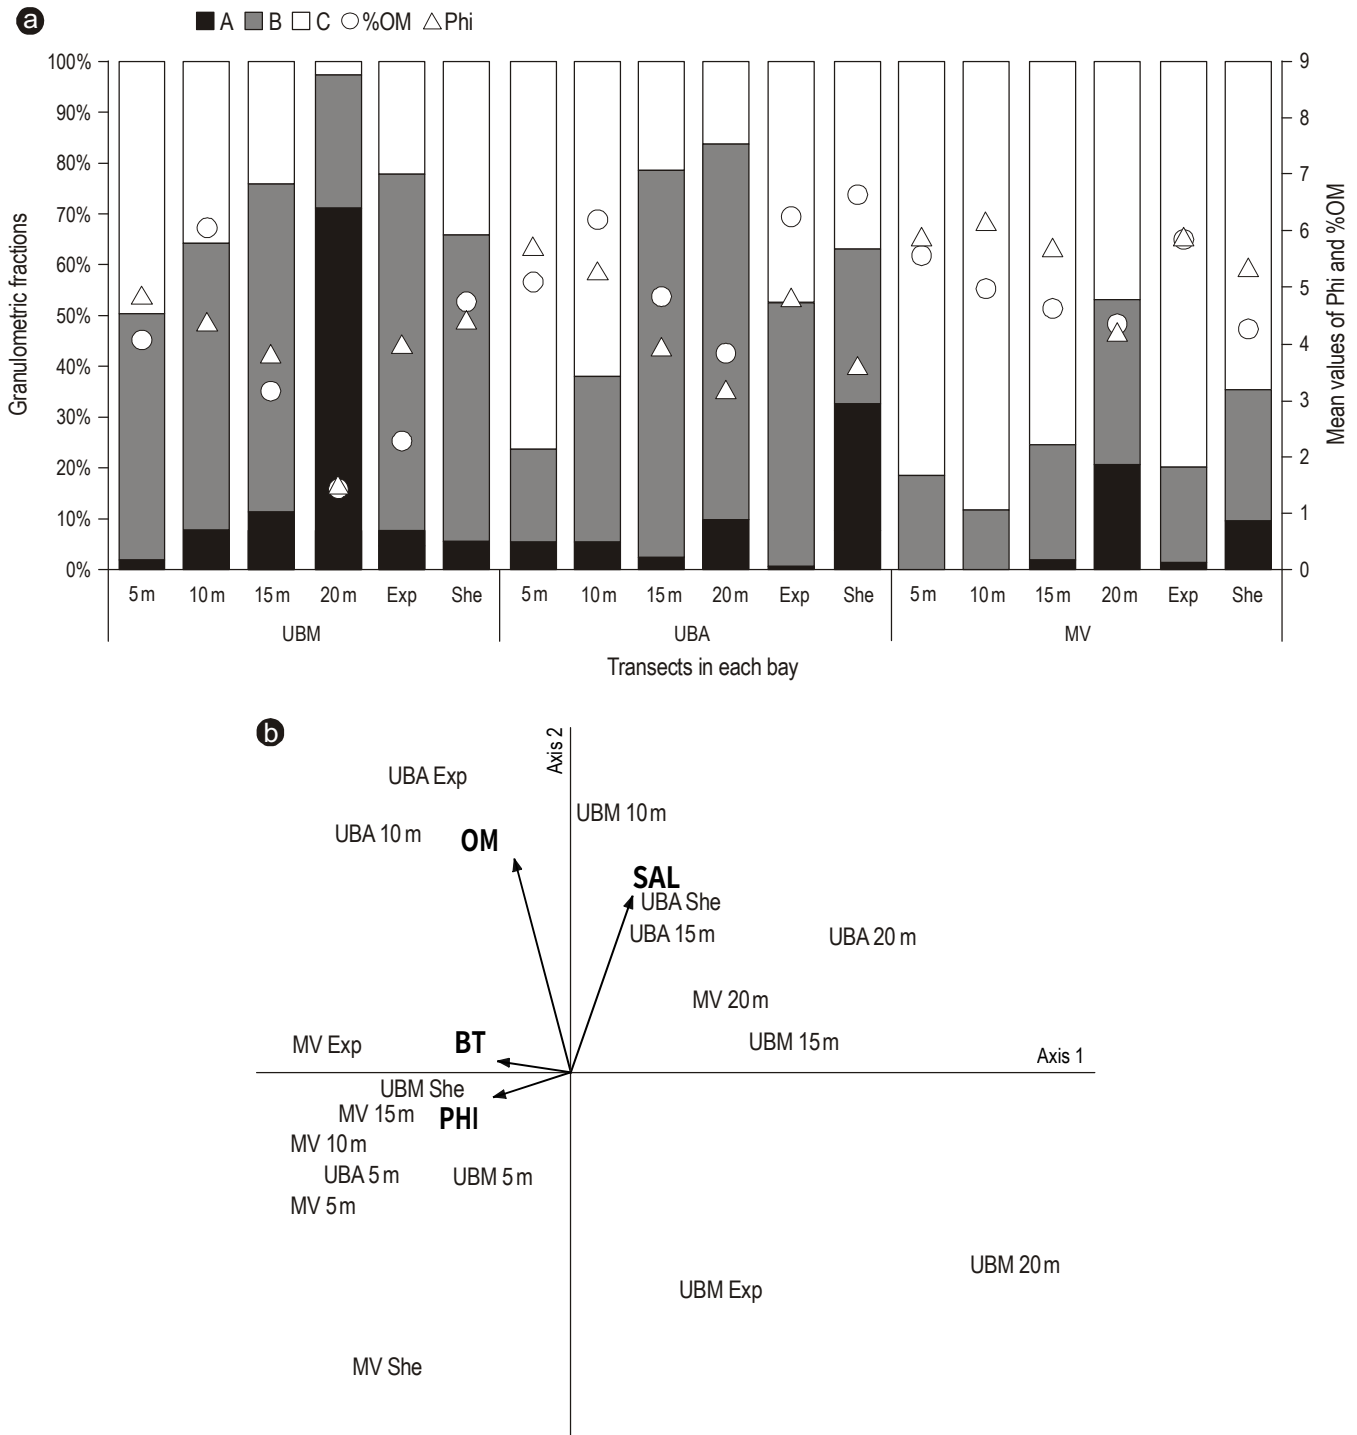 a
A B C %OM Phi
100%
90%
80%
70%
60%
50%
40%
30%
20%
10%
0%
Granulometric fractions
9
8
7
6
5
4
3
2
1
0
Mean values of Phi and %OM
5 m 10 m 15 m 20 m Exp She 5 m 10 m 15 m 20 m Exp She 5 m 10 m 15 m 20 m Exp She
UBM UBA MV
Transects in each bay
b
Axis 2
UBA Exp
UBM 10 m
UBA 10 m
OM
SAL
UBA She
UBA 15 m
UBA 20 m
MV 20 m
UBM 15 m
MV Exp
BT
Axis 1
UBM She
MV 15 m
PHI
MV 10 m
UBA 5 m
UBM 5 m
MV 5 m
UBM 20 m
UBM Exp
MV She